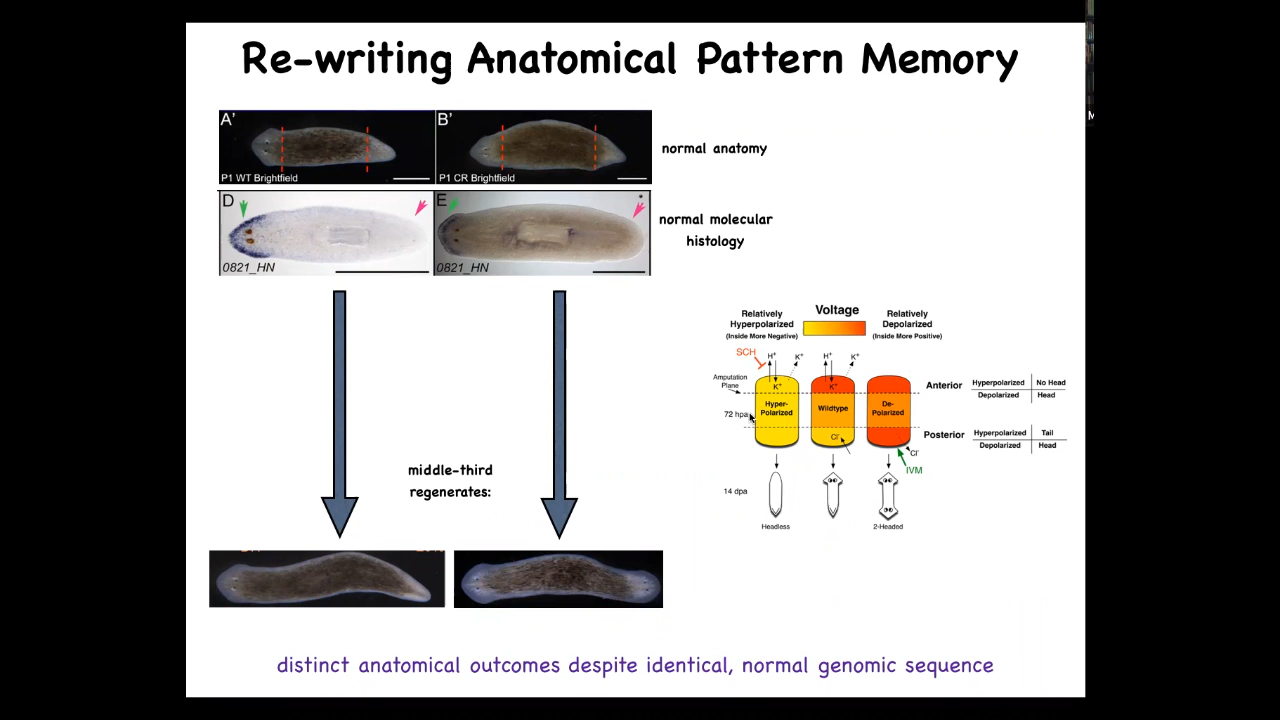 Re-writing Anatomical Pattern Memory
A'
P1 WT Brightfield
B'
P1 CR Brightfield
normal anatomy
D
0821_HN
E
*
0821_HN
normal molecular
histology
middle-third
regenerates:
Voltage
Relatively
Hyperpolarized
(Inside More Negative)
Relatively
Depolarized
(Inside More Positive)
SCH
H+
K+
H+
K+
Amputation
Plane
K+
K+
72 hpa
Hyper-
Polarized
Wildtype
De-
Polarized
Cl-
Cl-
IVM
Anterior
Hyperpolarized No Head
Depolarized Head
Posterior
Hyperpolarized Tail
Depolarized Head
14 dpa
Headless
2-Headed
distinct anatomical outcomes despite identical, normal genomic sequence
M